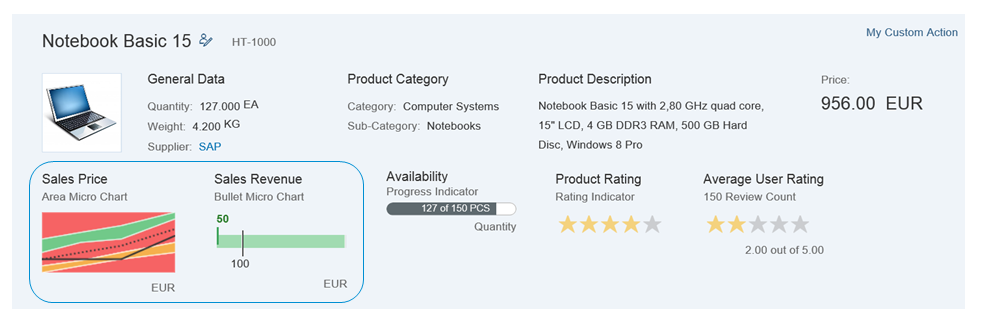 Notebook Basic 15 HT-1000
My Custom Action
General Data
Quantity: 127.000 EA
Weight: 4.200 KG
Supplier: SAP
Product Category
Category: Computer Systems
Sub-Category: Notebooks
Product Description
Notebook Basic 15 with 2,80 GHz quad core,
15" LCD, 4 GB DDR3 RAM, 500 GB Hard
Disc, Windows 8 Pro
Price:
956.00 EUR
Sales Price
Area Micro Chart
EUR
Sales Revenue
Bullet Micro Chart
50
100
EUR
Availability
Progress Indicator
127 of 150 PCS
Quantity
Product Rating
Rating Indicator
Average User Rating
150 Review Count
2.00 out of 5.00